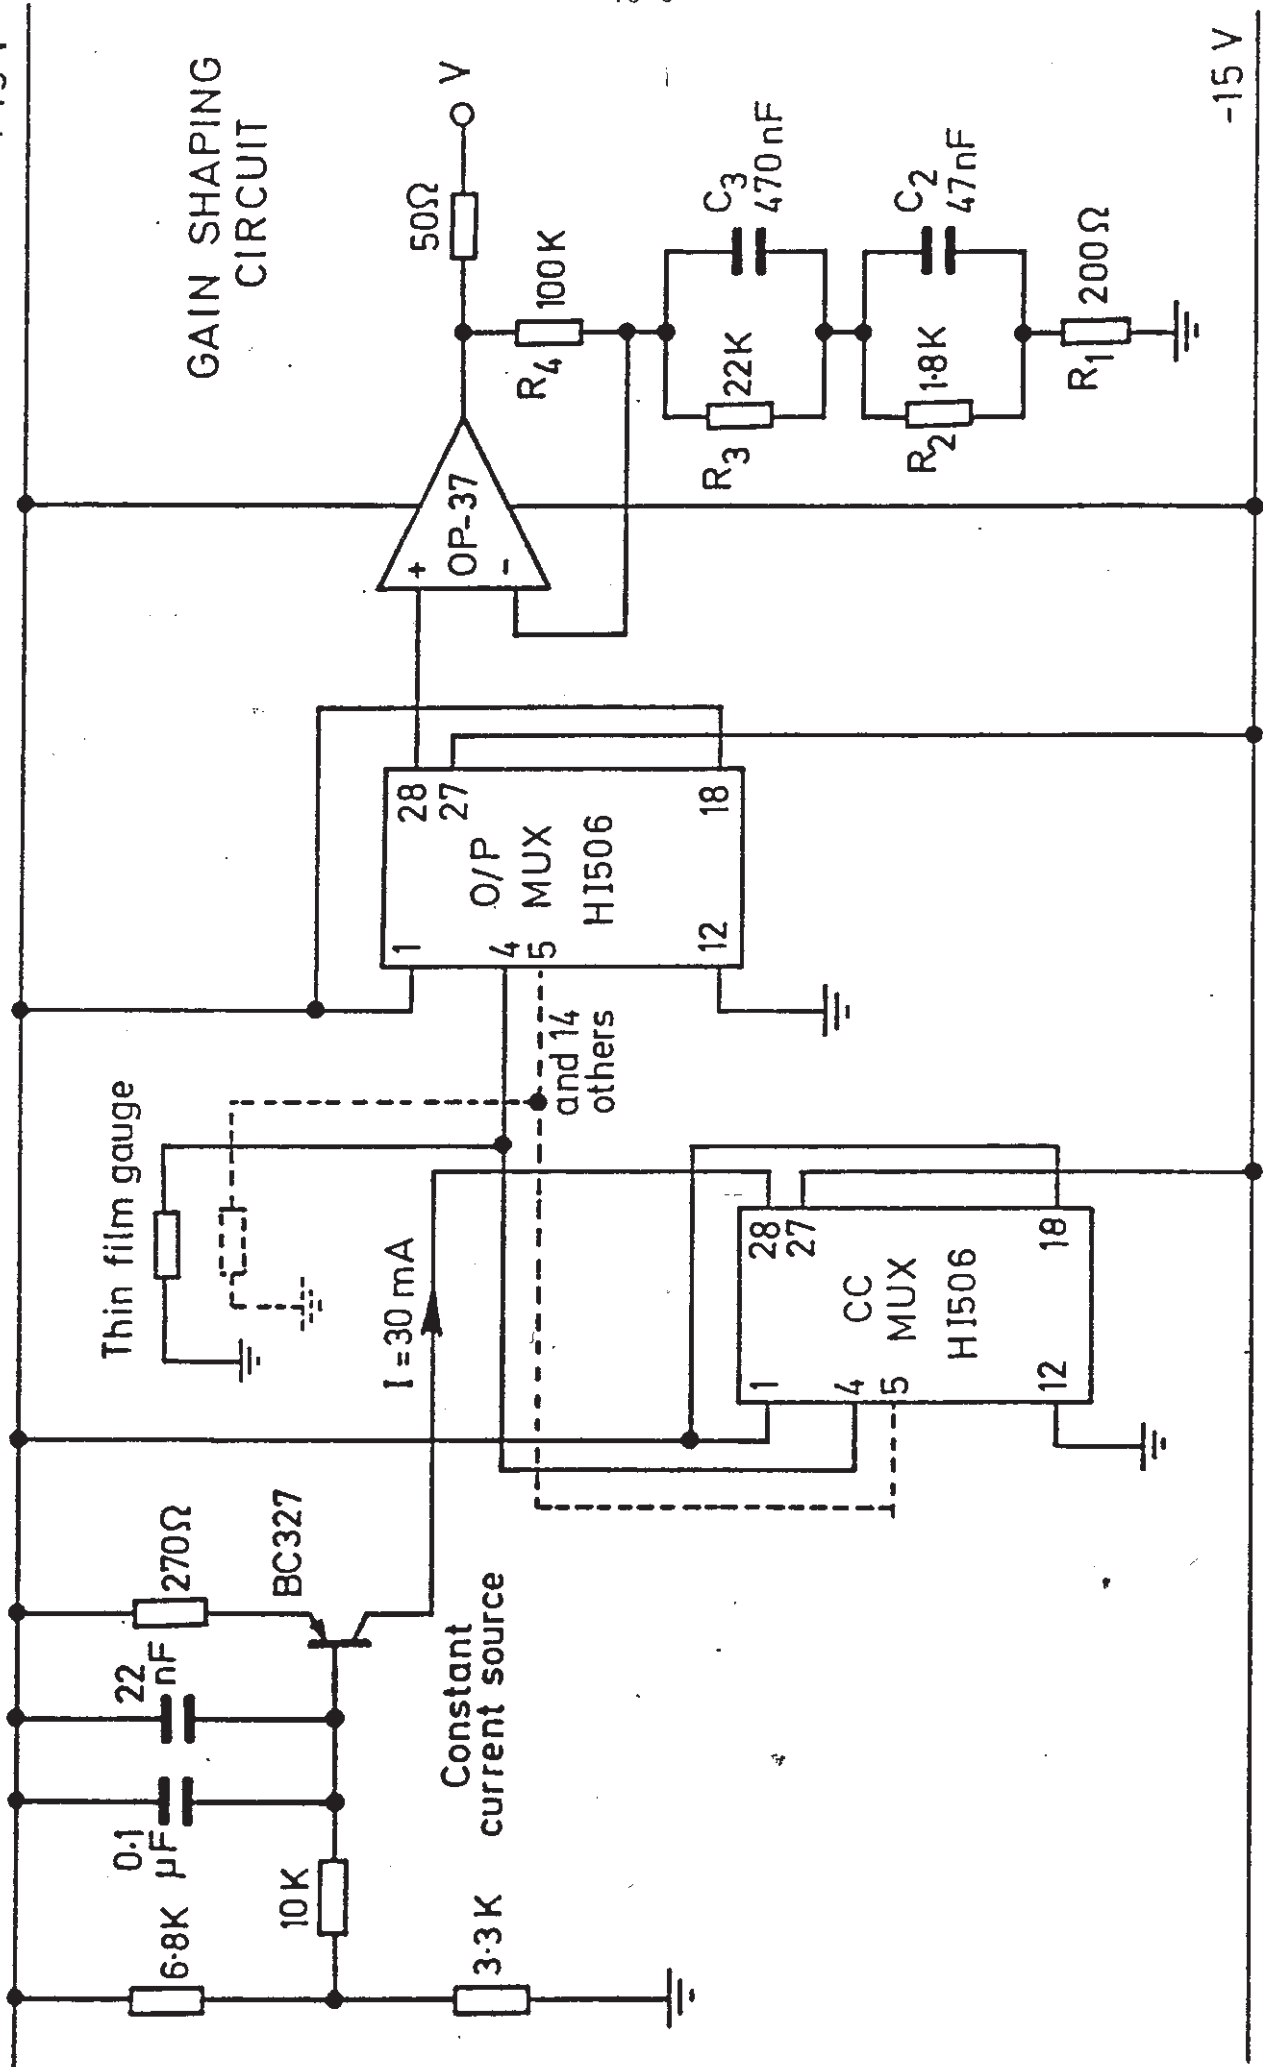 GAIN SHAPING
CIRCUIT
-15 V
6·8K
0·1
µF
22
nF
270Ω
10K
3·3K
BC327
Constant
current source
I = 30 mA
Thin film gauge
1
4
5
12
28
27
18
CC
MUX
HI506
and 14
others
1
4
5
12
28
27
18
O/P
MUX
HI506
+
-
OP-37
50Ω
V
R4
100K
R3
22K
C3
470nF
R2
1·8K
C2
47nF
R1
200Ω